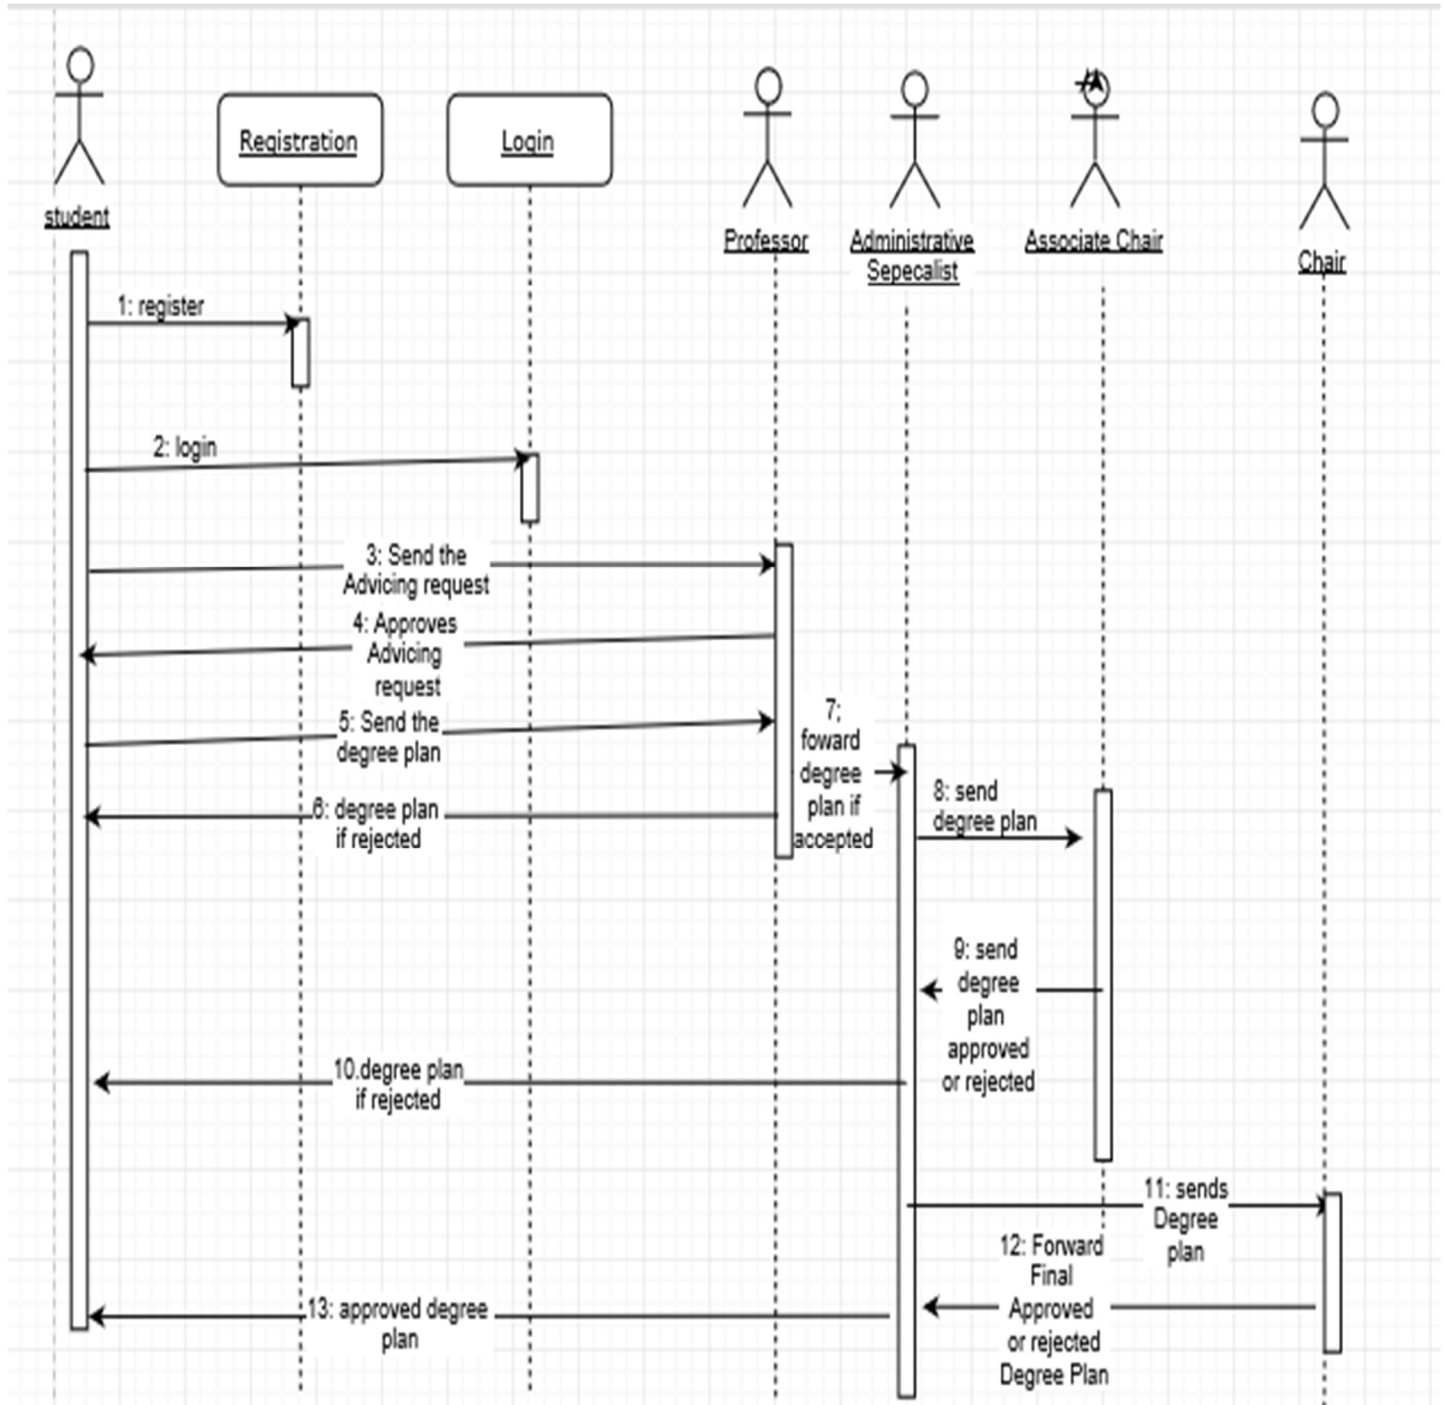 Registration
Login
student
Professor
Administrative
Sepecalist
Associate Chair
Chair
1: register
2: login
3: Send the
Advicing request
4: Approves
Advicing
request
5: Send the
degree plan
6: degree plan
if rejected
7:
foward
degree
plan if
accepted
8: send
degree plan
9: send
degree
plan
approved
or rejected
10.degree plan
if rejected
11: sends
Degree
plan
12: Forward
Final
Approved
or rejected
Degree Plan
13: approved degree
plan